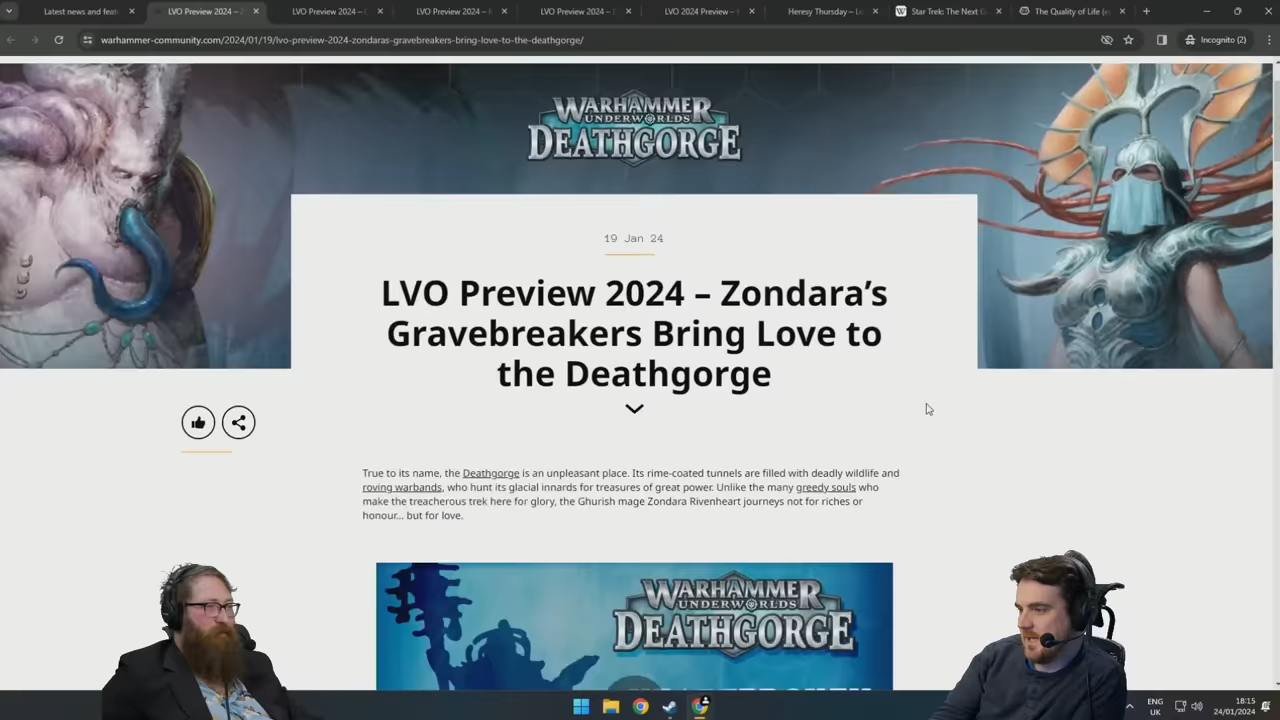 Latest news and feat
LVO Preview 2024 –
LVO Preview 2024 –
LVO Preview 2024 –
LVO Preview 2024 –
LVO 2024 Preview –
Heresy Thursday –
Star Trek: The Next G
The Quality of Life (e
warhammer-community.com/2024/01/19/lvo-preview-2024-zondaras-gravebreakers-bring-love-to-the-deathgorge/
Incognito (2)
WARHAMMER
UNDERWORLDS
DEATHGORGE
19 Jan 24
LVO Preview 2024 – Zondara’s
Gravebreakers Bring Love to
the Deathgorge
True to its name, the Deathgorge is an unpleasant place. Its rime-coated tunnels are filled with deadly wildlife and
roving warbands, who hunt its glacial innards for treasures of great power. Unlike the many greedy souls who
make the treacherous trek here for glory, the Ghurish mage Zondara Rivenheart journeys not for riches or
honour… but for love.
WARHAMMER
UNDERWORLDS
DEATHGORGE
ENG
UK
18:15
24/01/2024